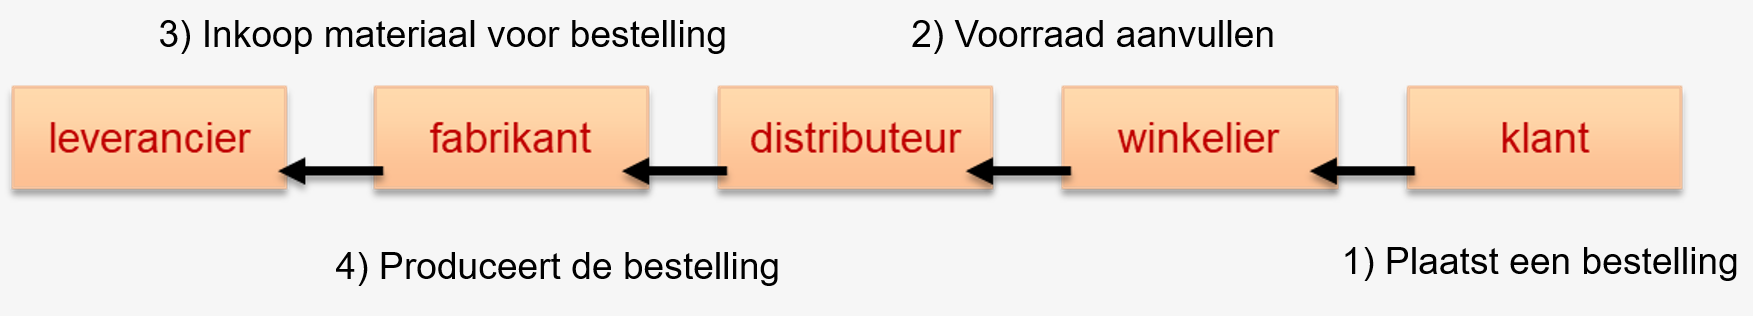 3) Inkoop materiaal voor bestelling
2) Voorraad aanvullen
leverancier
fabrikant
distributeur
winkelier
klant
4) Produceert de bestelling
1) Plaatst een bestelling